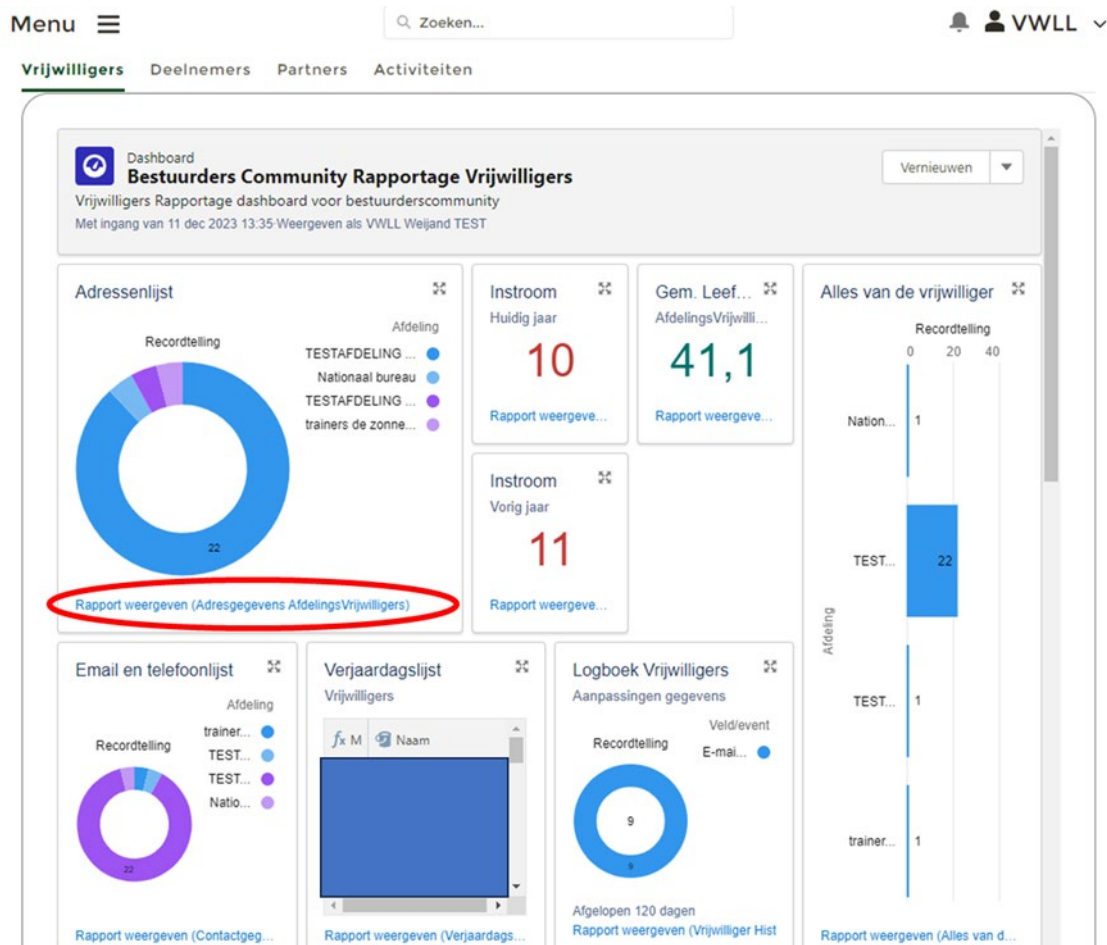 Menu
Zoeken...
VWLL
Vrijwilligers Deelnemers Partners Activiteiten
Dashboard
Bestuurders Community Rapportage Vrijwilligers
Vrijwilligers Rapportage dashboard voor bestuurderscommunity
Met ingang van 11 dec 2023 13:35·Weergeven als VWLL Weijand TEST
Vernieuwen
Adressenlijst
Recordtelling
Afdeling
TESTAFDELING ...
Nationaal bureau
TESTAFDELING ...
trainers de zonne...
22
Rapport weergeven (Adresgegevens AfdelingsVrijwilligers)
Instroom
Huidig jaar
10
Rapport weergeve...
Gem. Leef...
AfdelingsVrijwilli...
41,1
Rapport weergeve...
Instroom
Vorig jaar
11
Rapport weergeve...
Alles van de vrijwilliger
Recordtelling
0 20 40
Afdeling
Nation... 1
TEST... 22
TEST... 1
trainer... 1
Rapport weergeven (Alles van d...
Email en telefoonlijst
Afdeling
Recordtelling
trainer...
TEST...
TEST...
Natio...
22
Rapport weergeven (Contactgeg...
Verjaardagslijst
Vrijwilligers
fx M Naam
Rapport weergeven (Verjaardags...
Logboek Vrijwilligers
Aanpassingen gegevens
Veld/event
Recordtelling
E-mai...
9
9
Afgelopen 120 dagen
Rapport weergeven (Vrijwilliger Hist